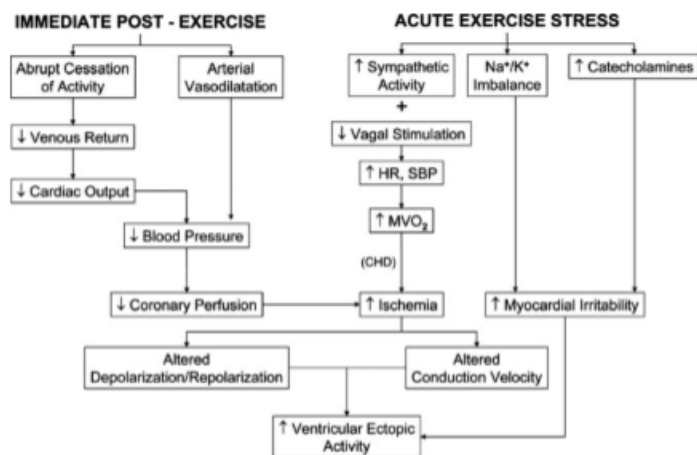 IMMEDIATE POST - EXERCISE
ACUTE EXERCISE STRESS
Abrupt Cessation
of Activity
Arterial
Vasodilatation
↑ Sympathetic
Activity
Na⁺/K⁺
Imbalance
↑ Catecholamines
+
↓ Venous Return
↓ Vagal Stimulation
↑ HR, SBP
↓ Cardiac Output
↑ MVO₂
↓ Blood Pressure
(CHD)
↓ Coronary Perfusion
↑ Ischemia
↑ Myocardial Irritability
Altered
Depolarization/Repolarization
Altered
Conduction Velocity
↑ Ventricular Ectopic
Activity